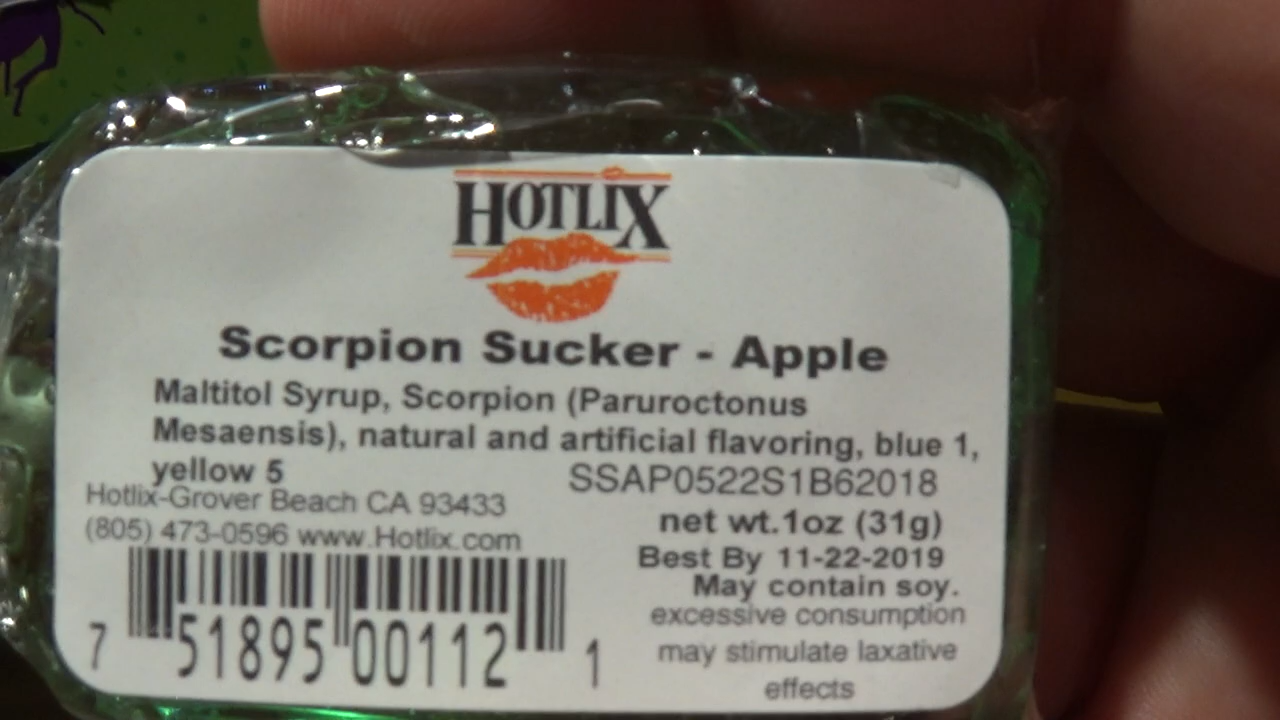 HOTLIX
Scorpion Sucker - Apple
Maltitol Syrup, Scorpion (Paruroctonus
Mesaensis), natural and artificial flavoring, blue 1,
yellow 5
SSAP0522S1B62018
Hotlix-Grover Beach CA 93433
(805) 473-0596 www.Hotlix.com
net wt.1oz (31g)
Best By 11-22-2019
May contain soy.
excessive consumption
may stimulate laxative
effects
7 51895 00112 1